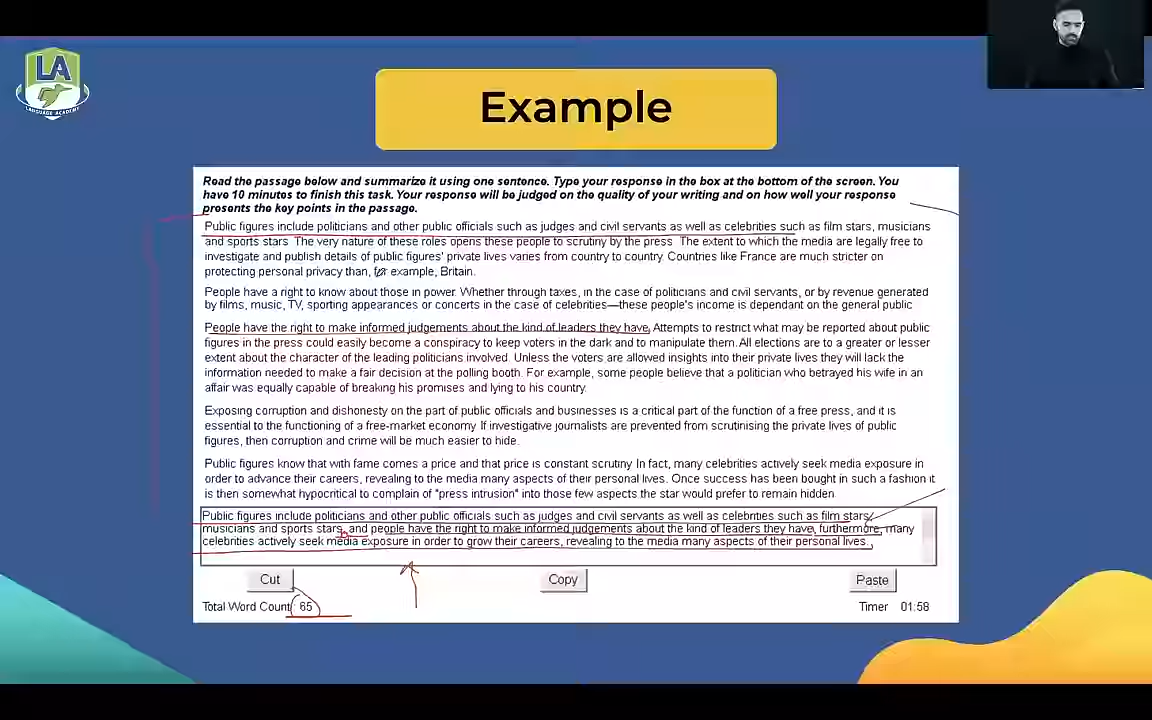 LA
LANGUAGE ACADEMY
Example
Read the passage below and summarize it using one sentence. Type your response in the box at the bottom of the screen. You
have 10 minutes to finish this task. Your response will be judged on the quality of your writing and on how well your response
presents the key points in the passage.
Public figures include politicians and other public officials such as judges and civil servants as well as celebrities such as film stars, musicians
and sports stars. The very nature of these roles opens these people to scrutiny by the press. The extent to which the media are legally free to
investigate and publish details of public figures' private lives varies from country to country. Countries like France are much stricter on
protecting personal privacy than, for example, Britain.
People have a right to know about those in power. Whether through taxes, in the case of politicians and civil servants, or by revenue generated
by films, music, TV, sporting appearances or concerts in the case of celebrities—these people's income is dependant on the general public
People have the right to make informed judgements about the kind of leaders they have. Attempts to restrict what may be reported about public
figures in the press could easily become a conspiracy to keep voters in the dark and to manipulate them. All elections are to a greater or lesser
extent about the character of the leading politicians involved. Unless the voters are allowed insights into their private lives they will lack the
information needed to make a fair decision at the polling booth. For example, some people believe that a politician who betrayed his wife in an
affair was equally capable of breaking his promises and lying to his country.
Exposing corruption and dishonesty on the part of public officials and businesses is a critical part of the function of a free press, and it is
essential to the functioning of a free-market economy. If investigative journalists are prevented from scrutinising the private lives of public
figures, then corruption and crime will be much easier to hide.
Public figures know that with fame comes a price and that price is constant scrutiny. In fact, many celebrities actively seek media exposure in
order to advance their careers, revealing to the media many aspects of their personal lives. Once success has been bought in such a fashion it
is then somewhat hypocritical to complain of "press intrusion" into those few aspects the star would prefer to remain hidden.
Public figures include politicians and other public officials such as judges and civil servants as well as celebrities such as film stars,
musicians and sports stars, and people have the right to make informed judgements about the kind of leaders they have, furthermore, many
celebrities actively seek media exposure in order to grow their careers, revealing to the media many aspects of their personal lives.
Cut Copy Paste
Total Word Count: 65 Timer 01:58